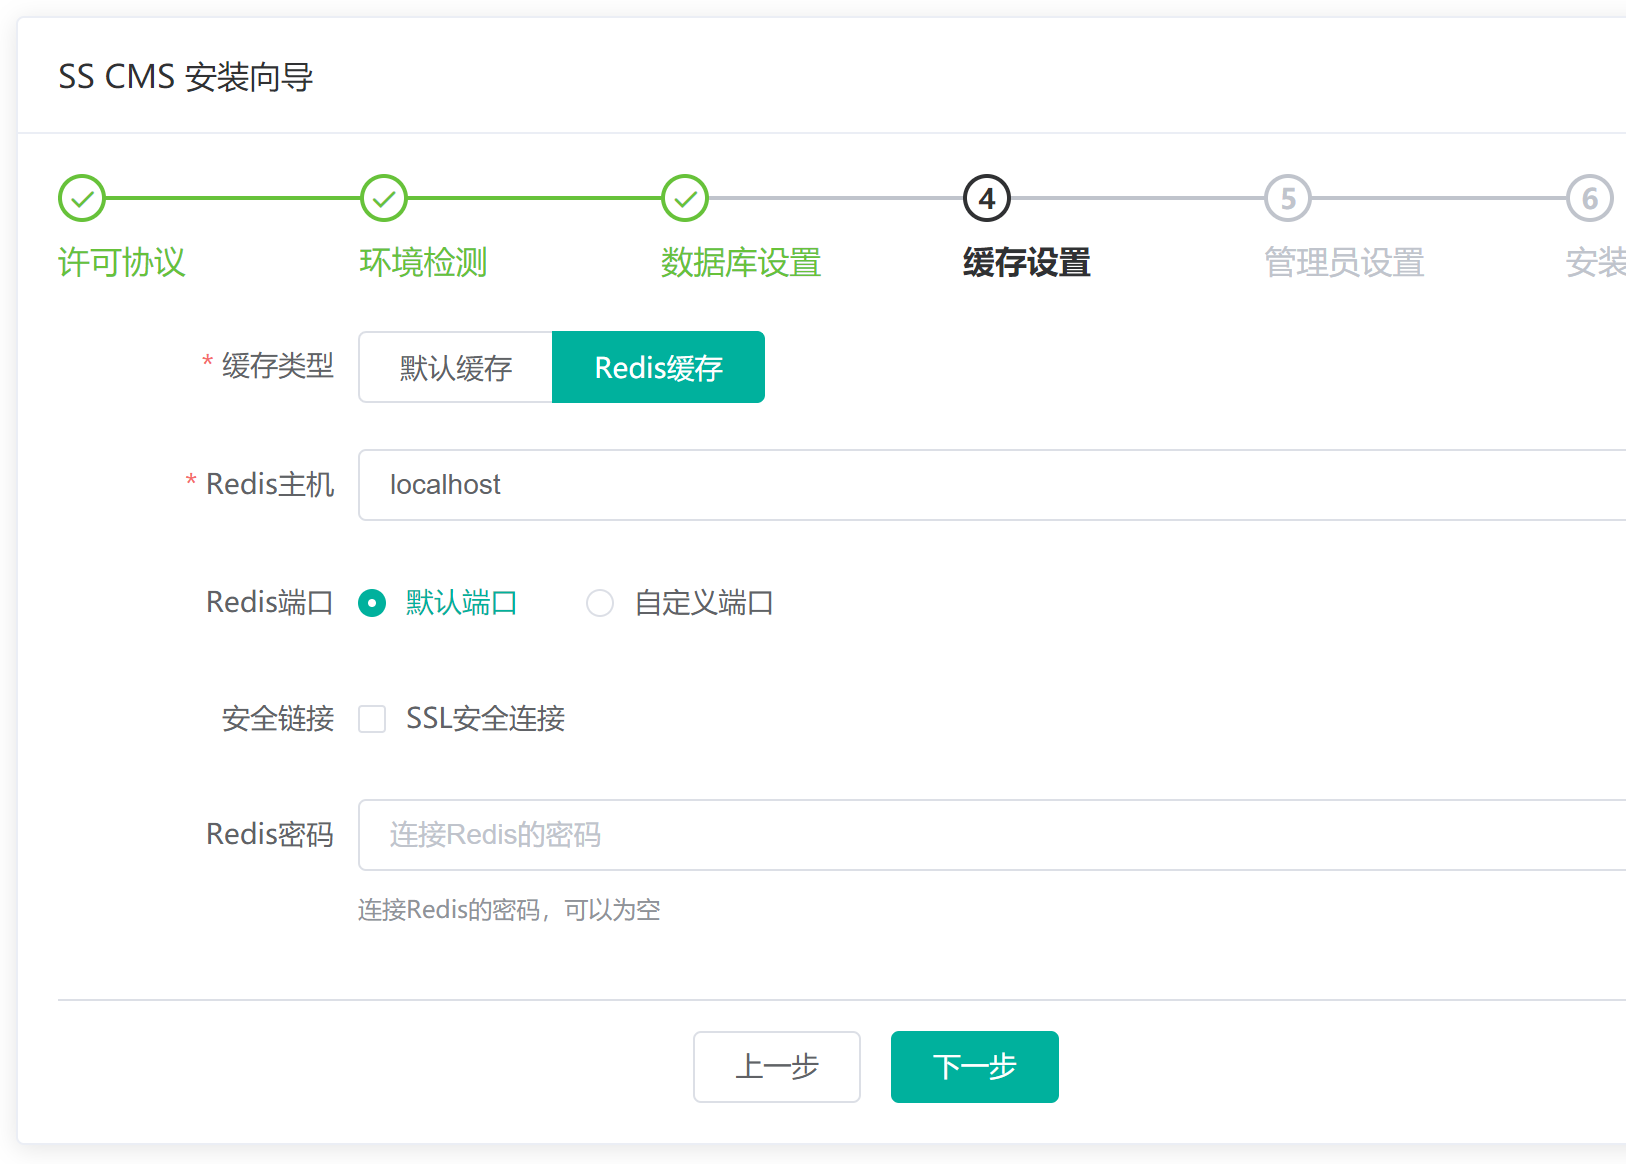 SS CMS 安装向导
4 5 6
许可协议 环境检测 数据库设置 缓存设置 管理员设置 安装
* 缓存类型 默认缓存 Redis缓存
* Redis主机 localhost
Redis端口 默认端口 自定义端口
安全链接 SSL安全连接
Redis密码 连接Redis的密码
连接Redis的密码，可以为空
上一步 下一步